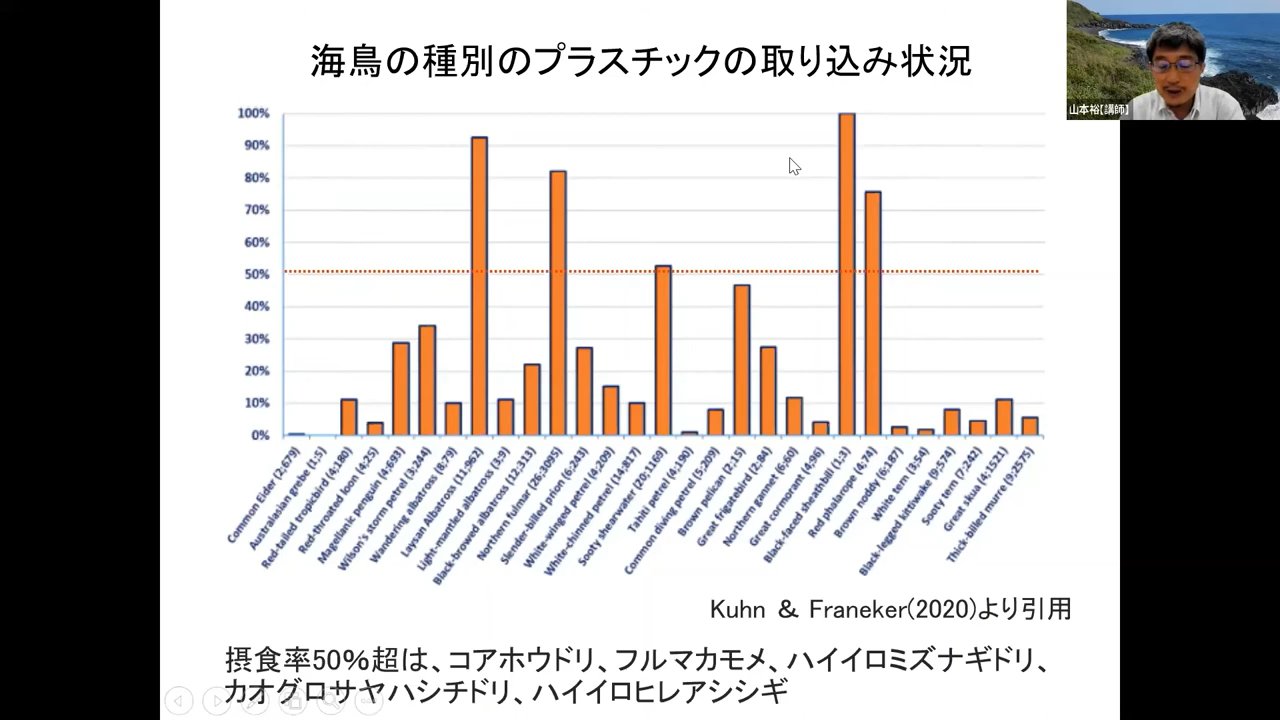 海鳥の種別のプラスチックの取り込み状況
山本裕【講師】
100%
90%
80%
70%
60%
50%
40%
30%
20%
10%
0%
Common Eider (2;679)
Australasian grebe (1;5)
Red-tailed tropicbird (4;180)
Red-throated loon (4;25)
Magellanic penguin (4;693)
Wilson's storm petrel (3;244)
Wandering albatross (8;79)
Laysan Albatross (11;962)
Light-mantled albatross (3;9)
Black-browed albatross (12;313)
Northern fulmar (26;3095)
Slender-billed prion (6;243)
White-winged petrel (4;209)
White-chinned petrel (14;817)
Sooty shearwater (20;1169)
Tahiti petrel (4;190)
Common diving petrel (5;209)
Brown pelican (2;15)
Great frigatebird (2;84)
Northern gannet (6;60)
Great cormorant (4;96)
Black-faced sheathbill (1;3)
Red phalarope (4;74)
Brown noddy (6;187)
White tern (3;54)
Black-legged kittiwake (9;574)
Sooty tern (7;242)
Great skua (4;1521)
Thick-billed murre (9;2575)
Kuhn & Franeker(2020)より引用
摂食率50%超は、コアホウドリ、フルマカモメ、ハイイロミズナギドリ、
カオグロサヤハシチドリ、ハイイロヒレアシシギ